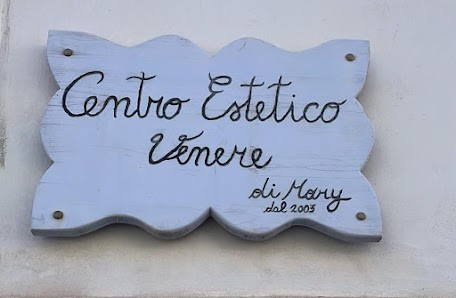 Centro Estetico
Venere
di Mary
dal 2003